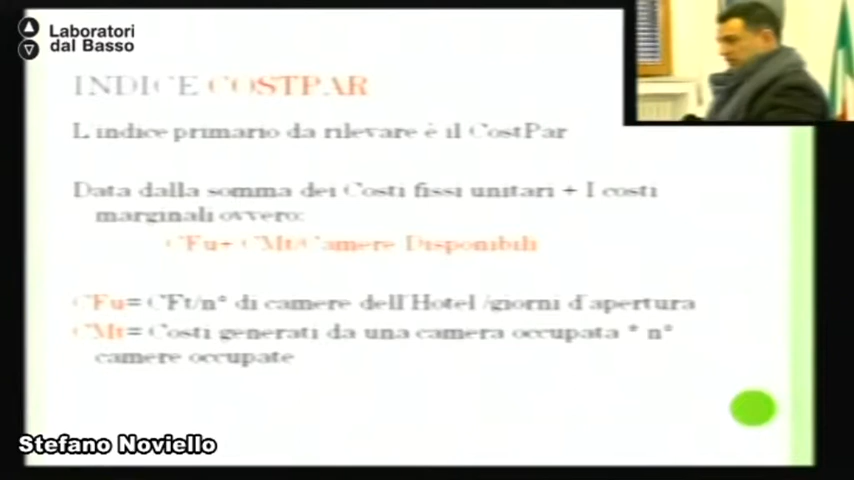 Laboratori
dal Basso
INDICE COSTPAR
L'indice primario da rilevare è il CostPar
Data dalla somma dei Costi fissi unitari + I costi
marginali ovvero:
CFu+ CMt/Camere Disponibili
CFu= CFt/n° di camere dell'Hotel /giorni d'apertura
CMt= Costi generati da una camera occupata * n°
camere occupate
Stefano Noviello